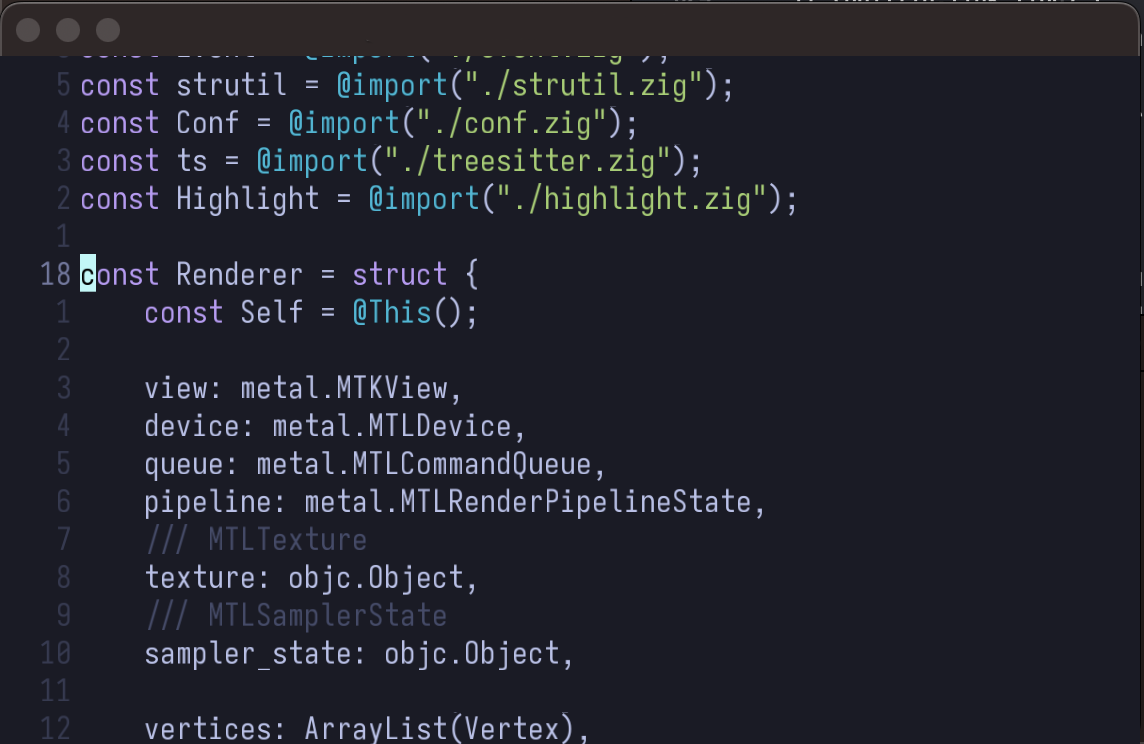 5 const strutil = @import("./strutil.zig");
4 const Conf = @import("./conf.zig");
3 const ts = @import("./treesitter.zig");
2 const Highlight = @import("./highlight.zig");
1
18 const Renderer = struct {
1 const Self = @This();
2
3 view: metal.MTKView,
4 device: metal.MTLDevice,
5 queue: metal.MTLCommandQueue,
6 pipeline: metal.MTLRenderPipelineState,
7 /// MTLTexture
8 texture: objc.Object,
9 /// MTLSamplerState
10 sampler_state: objc.Object,
11
12 vertices: ArrayList(Vertex),